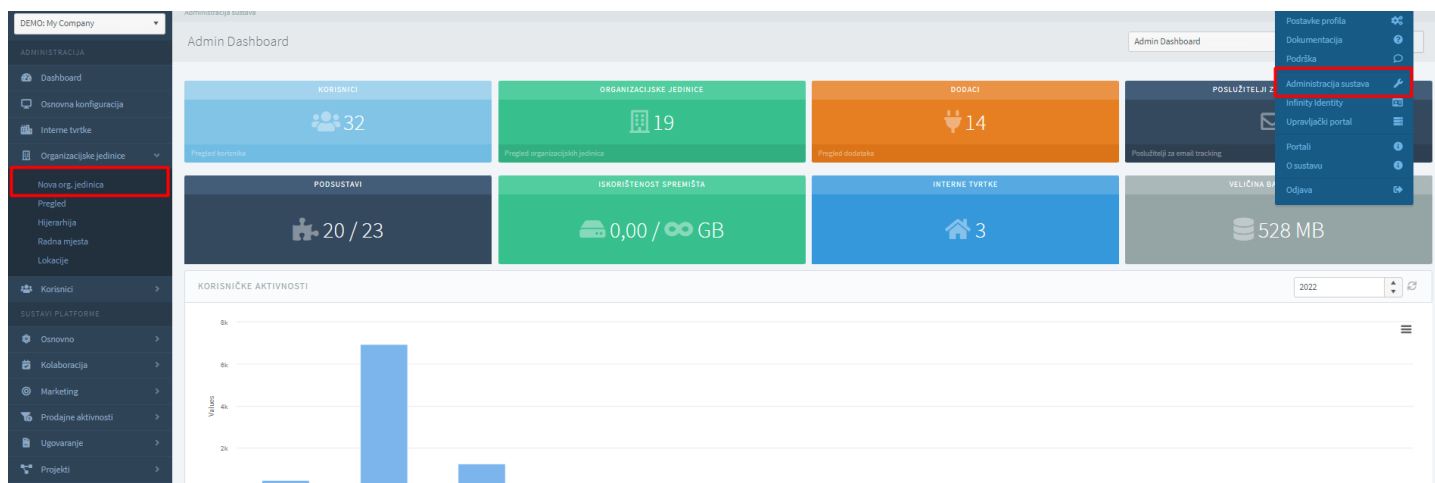 DEMO: My Company
ADMINISTRACIJA
Dashboard
Osnovna konfiguracija
Interne tvrtke
Organizacijske jedinice
Nova org. jedinica
Pregled
Hijerarhija
Radna mjesta
Lokacije
Korisnici
SUSTAVI PLATFORME
Osnovno
Kolaboracija
Marketing
Prodajne aktivnosti
Ugovaranje
Projekti
Administracija sustava
Admin Dashboard
Admin Dashboard
Postavke profila
Dokumentacija
Podrška
Administracija sustava
Infinity Identity
Upravljački portal
Portali
O sustavu
Odjava
KORISNICI
32
Pregled korisnika
ORGANIZACIJSKE JEDINICE
19
Pregled organizacijskih jedinica
DODACI
14
Pregled dodataka
POSLUŽITELJI Z
Poslužitelji za email tracking
PODSUSTAVI
20 / 23
ISKORIŠTENOST SPREMIŠTA
0,00 / ∞ GB
INTERNE TVRTKE
3
VELIČINA BA
528 MB
KORISNIČKE AKTIVNOSTI
2022
8k
6k
4k
2k
Values